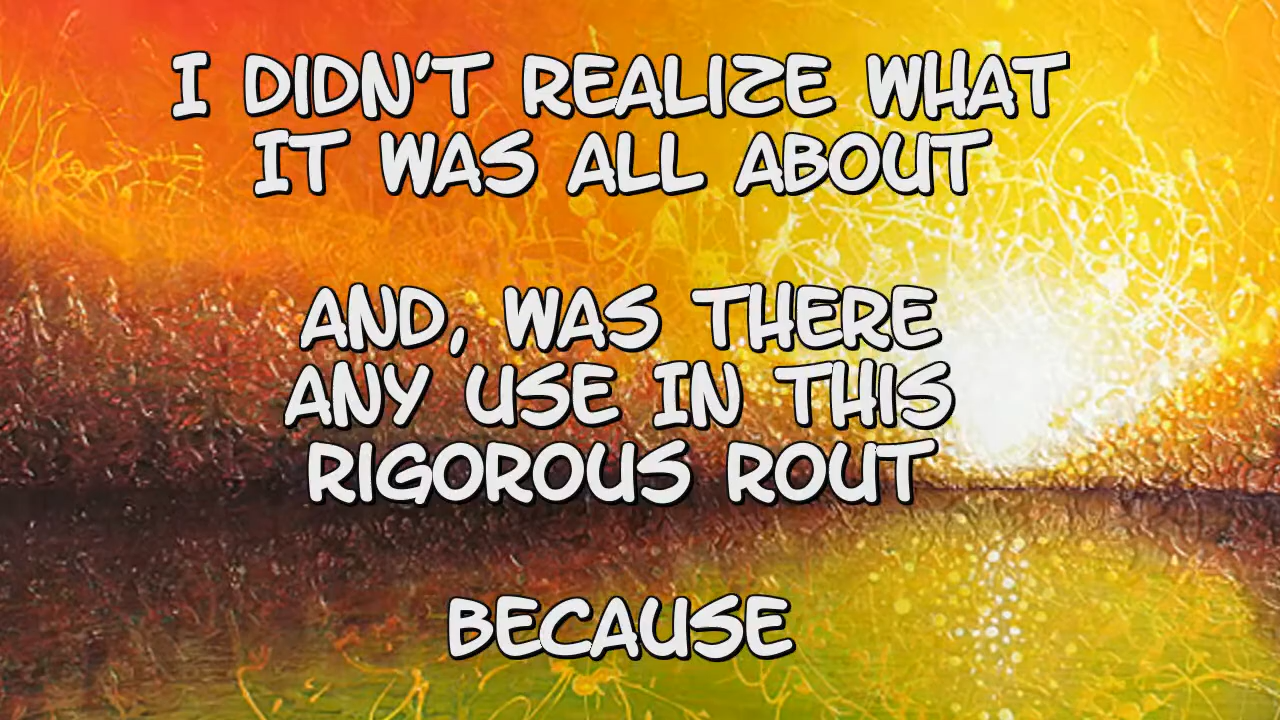 I DIDN'T REALIZE WHAT
IT WAS ALL ABOUT
AND, WAS THERE
ANY USE IN THIS
RIGOROUS ROUT
BECAUSE